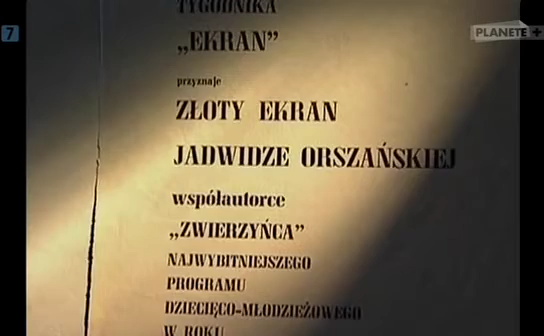 7
PLANETE +
TYGODNIKA
„EKRAN”
przyznaje
ZŁOTY EKRAN
JADWIDZE ORSZAŃSKIEJ
współautorce
„ZWIERZYŃCA”
NAJWYBITNIEJSZEGO
PROGRAMU
DZIECIĘCO-MŁODZIEŻOWEGO
W ROKU